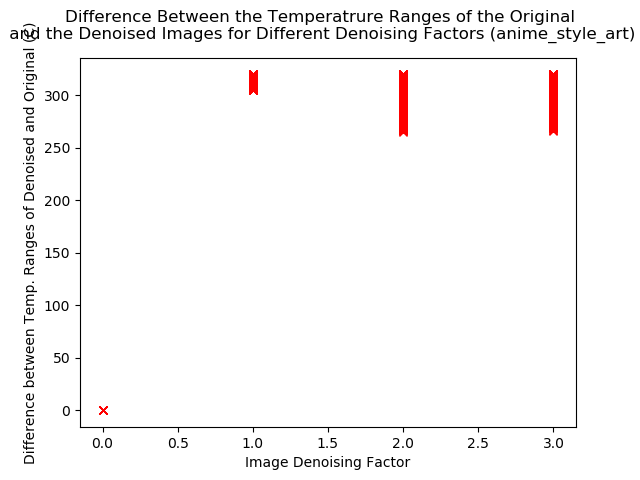 Difference Between the Temperatrure Ranges of the Original
and the Denoised Images for Different Denoising Factors (anime_style_art)
Difference between Temp. Ranges of Denoised and Original (C)
300
250
200
150
100
50
0
0.0 0.5 1.0 1.5 2.0 2.5 3.0
Image Denoising Factor